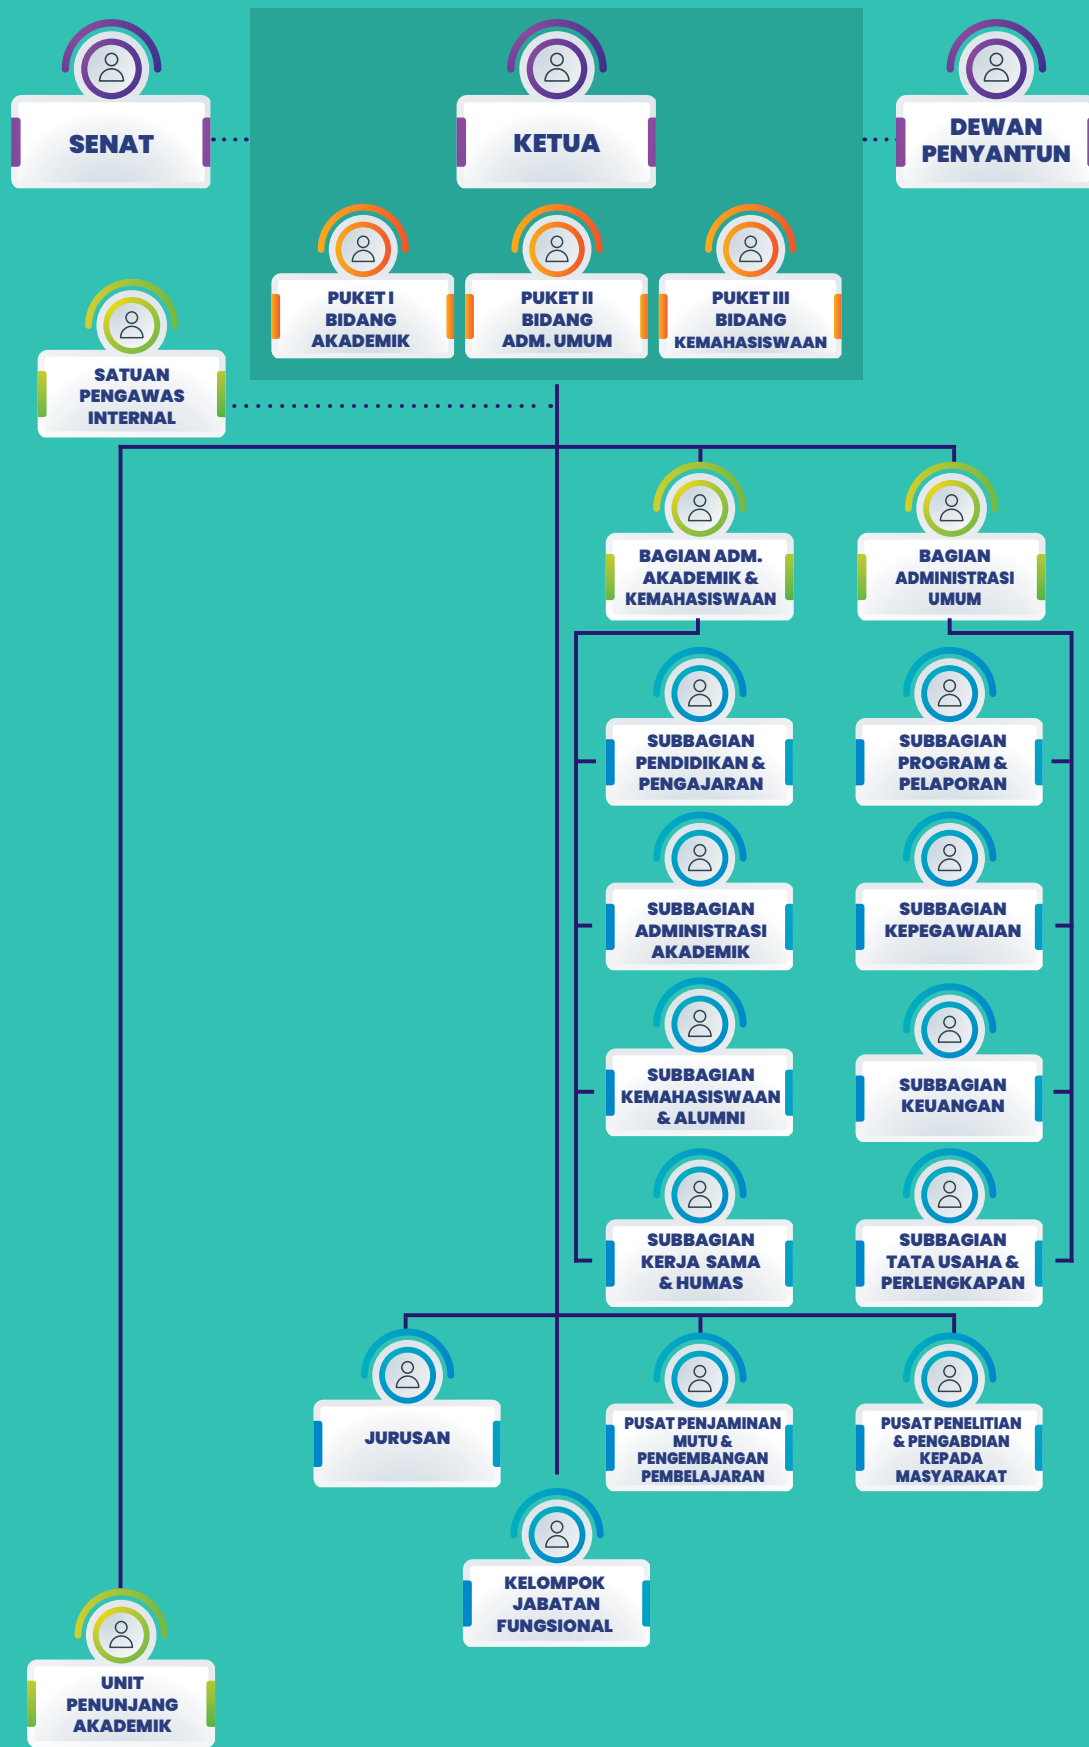 SENAT
KETUA
DEWAN
PENYANTUN
PUKET I
BIDANG
AKADEMIK
PUKET II
BIDANG
ADM. UMUM
PUKET III
BIDANG
KEMAHASISWAAN
SATUAN
PENGAWAS
INTERNAL
BAGIAN ADM.
AKADEMIK &
KEMAHASISWAAN
BAGIAN
ADMINISTRASI
UMUM
SUBBAGIAN
PENDIDIKAN &
PENGAJARAN
SUBBAGIAN
PROGRAM &
PELAPORAN
SUBBAGIAN
ADMINISTRASI
AKADEMIK
SUBBAGIAN
KEPEGAWAIAN
SUBBAGIAN
KEMAHASISWAAN
& ALUMNI
SUBBAGIAN
KEUANGAN
SUBBAGIAN
KERJA SAMA
& HUMAS
SUBBAGIAN
TATA USAHA &
PERLENGKAPAN
JURUSAN
PUSAT PENJAMINAN
MUTU &
PENGEMBANGAN
PEMBELAJARAN
PUSAT PENELITIAN
& PENGABDIAN
KEPADA
MASYARAKAT
KELOMPOK
JABATAN
FUNGSIONAL
UNIT
PENUNJANG
AKADEMIK